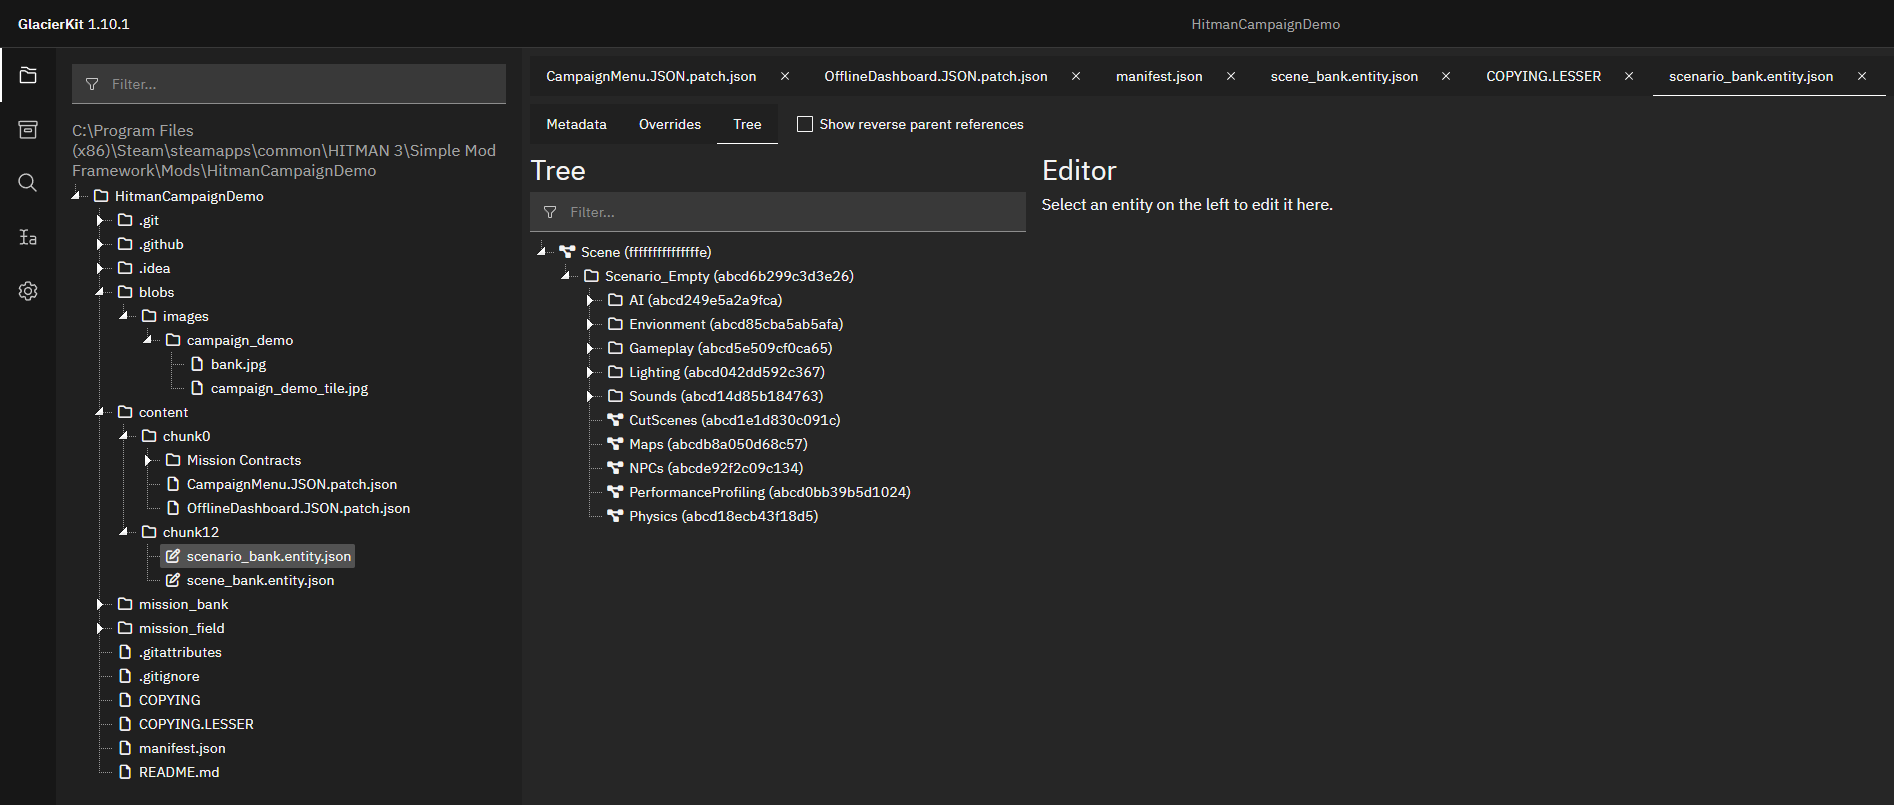 GlacierKit 1.10.1
HitmanCampaignDemo
Filter...
C:\Program Files
(x86)\Steam\steamapps\common\HITMAN 3\Simple Mod
Framework\Mods\HitmanCampaignDemo
HitmanCampaignDemo
.git
.github
.idea
blobs
images
campaign_demo
bank.jpg
campaign_demo_tile.jpg
content
chunk0
Mission Contracts
CampaignMenu.JSON.patch.json
OfflineDashboard.JSON.patch.json
chunk12
scenario_bank.entity.json
scene_bank.entity.json
mission_bank
mission_field
.gitattributes
.gitignore
COPYING
COPYING.LESSER
manifest.json
README.md
CampaignMenu.JSON.patch.json
OfflineDashboard.JSON.patch.json
manifest.json
scene_bank.entity.json
COPYING.LESSER
scenario_bank.entity.json
Metadata
Overrides
Tree
Show reverse parent references
Tree
Filter...
Scene (fffffffffffffffe)
Scenario_Empty (abcd6b299c3d3e26)
AI (abcd249e5a2a9fca)
Envionment (abcd85cba5ab5afa)
Gameplay (abcd5e509cf0ca65)
Lighting (abcd042dd592c367)
Sounds (abcd14d85b184763)
CutScenes (abcd1e1d830c091c)
Maps (abcdb8a050d68c57)
NPCs (abcde92f2c09c134)
PerformanceProfiling (abcd0bb39b5d1024)
Physics (abcd18ecb43f18d5)
Editor
Select an entity on the left to edit it here.